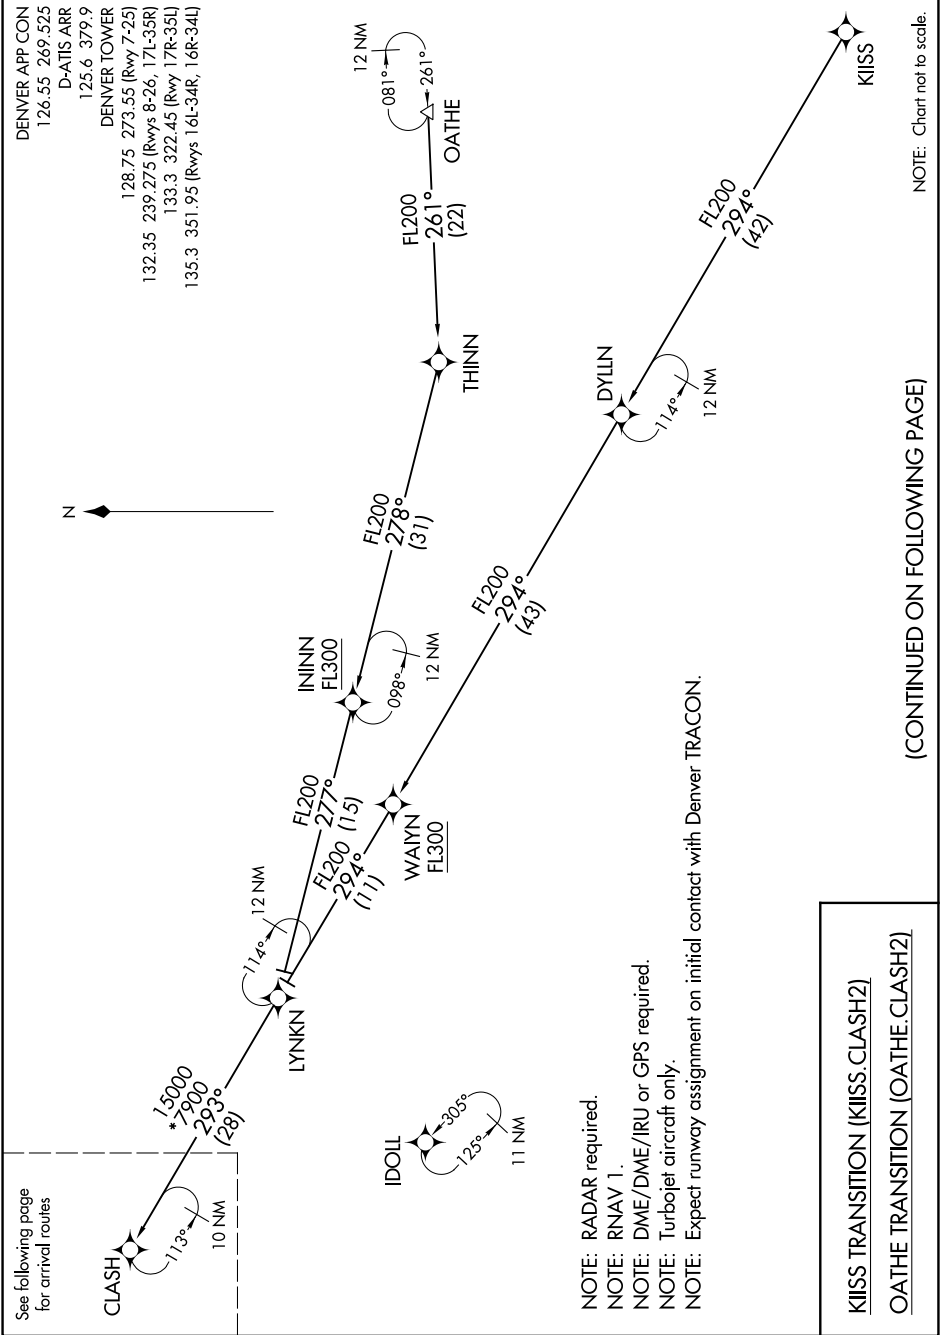 DENVER APP CON
126.55 269.525
D-ATIS ARR
125.6 379.9
DENVER TOWER
128.75 273.55 (Rwy 7-25)
132.35 239.275 (Rwys 8-26, 17L-35R)
133.3 322.45 (Rwy 17R-35L)
135.3 351.95 (Rwys 16L-34R, 16R-34L)
See following page
for arrival routes
CLASH
113°
10 NM
15000
*7900
293°
(28)
LYNKN
114°
12 NM
FL200
277°
(15)
FL200
294°
(11)
ININN
FL300
098°
12 NM
WAIYN
FL300
N
FL200
278°
(31)
THINN
FL200
261°
(22)
OATHE
081°
261°
12 NM
FL200
294°
(43)
DYLLN
114°
12 NM
FL200
294°
(42)
KIISS
IDOLL
305°
125°
11 NM
NOTE: RADAR required.
NOTE: RNAV 1.
NOTE: DME/DME/IRU or GPS required.
NOTE: Turbojet aircraft only.
NOTE: Expect runway assignment on initial contact with Denver TRACON.
KIISS TRANSITION (KIISS.CLASH2)
OATHE TRANSITION (OATHE.CLASH2)
(CONTINUED ON FOLLOWING PAGE)
NOTE: Chart not to scale.